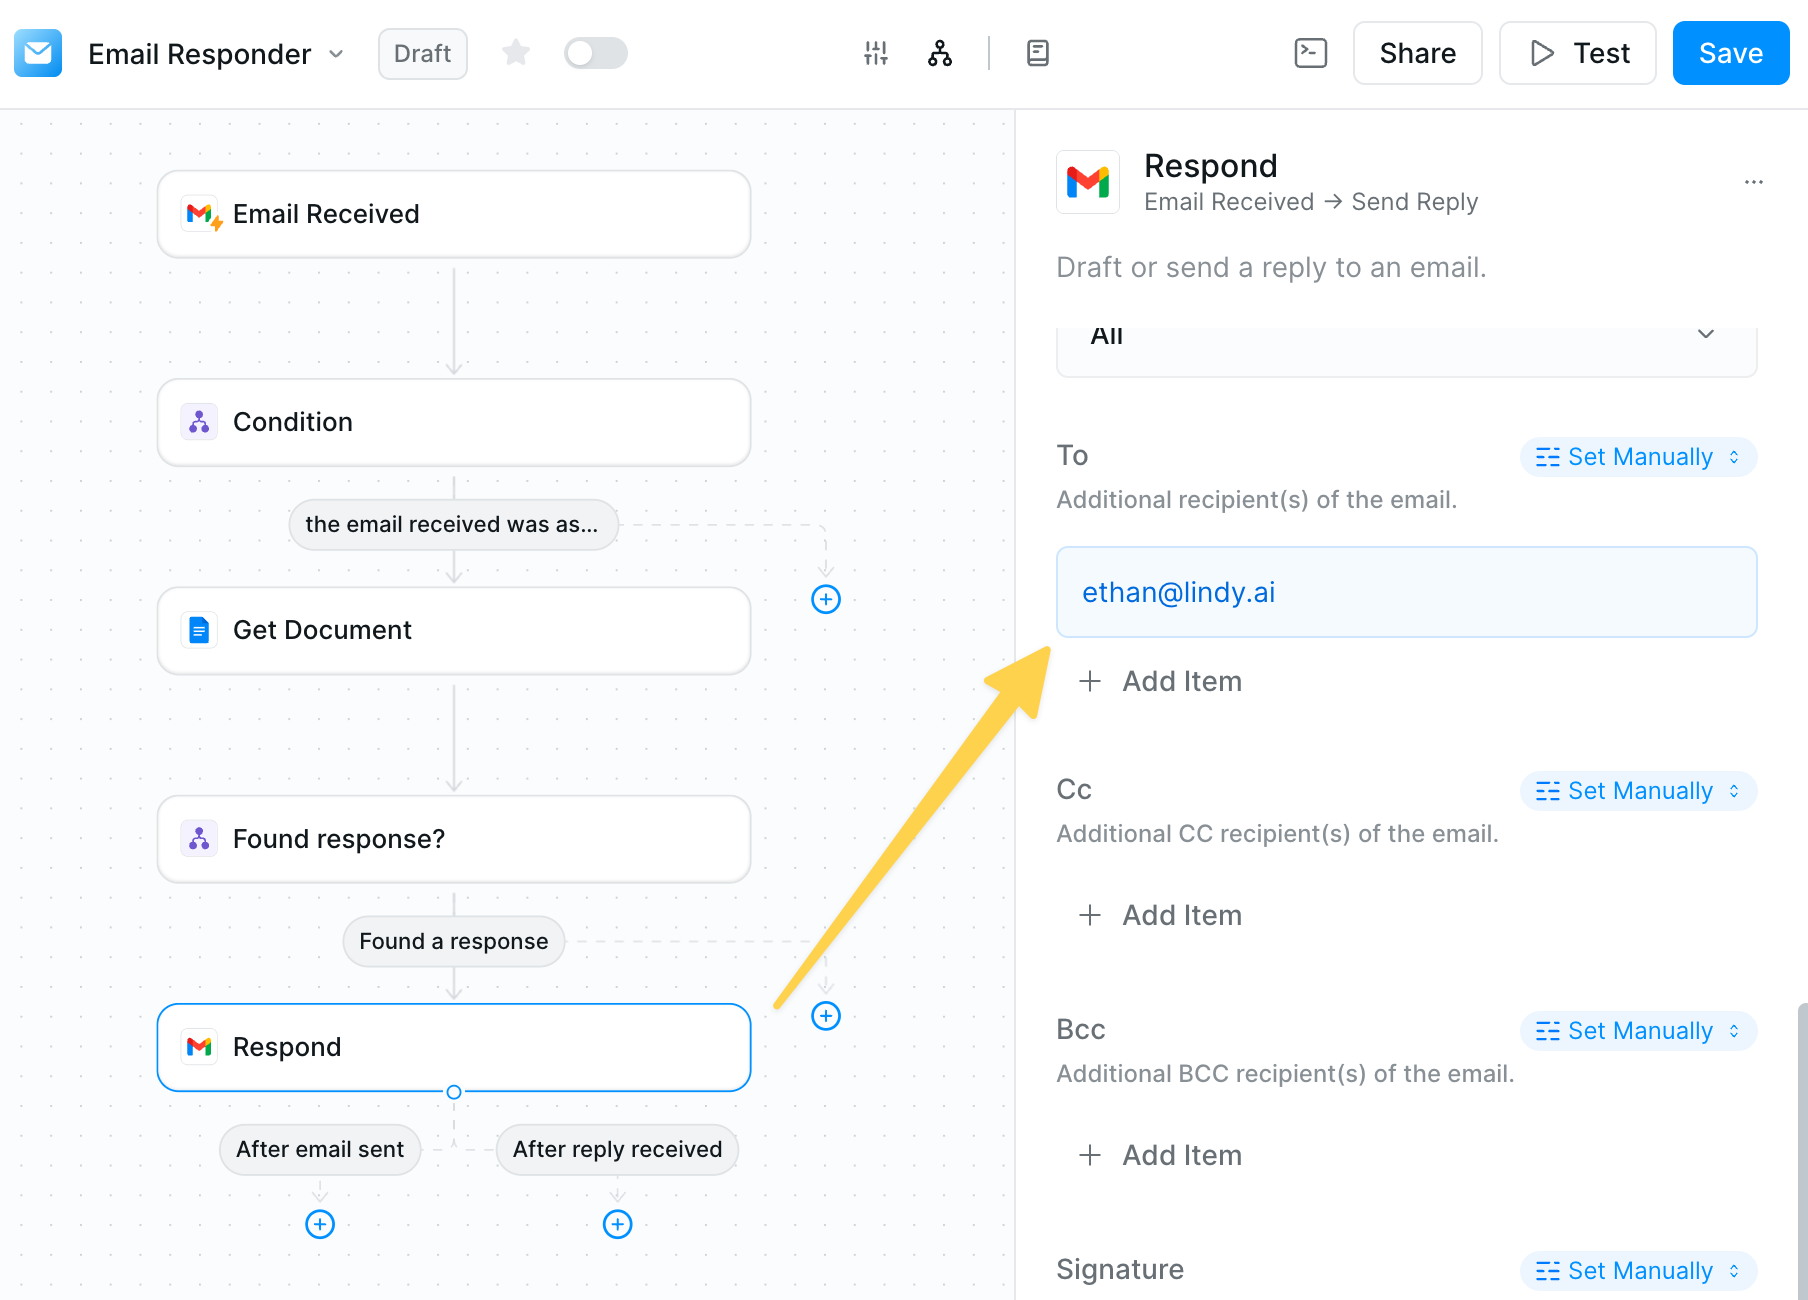 Email Responder
Draft
Share
Test
Save
Email Received
Condition
the email received was as...
Get Document
Found response?
Found a response
Respond
After email sent
After reply received
Respond
Email Received → Send Reply
Draft or send a reply to an email.
All
To
Set Manually
Additional recipient(s) of the email.
ethan@lindy.ai
Add Item
Cc
Set Manually
Additional CC recipient(s) of the email.
Add Item
Bcc
Set Manually
Additional BCC recipient(s) of the email.
Add Item
Signature
Set Manually